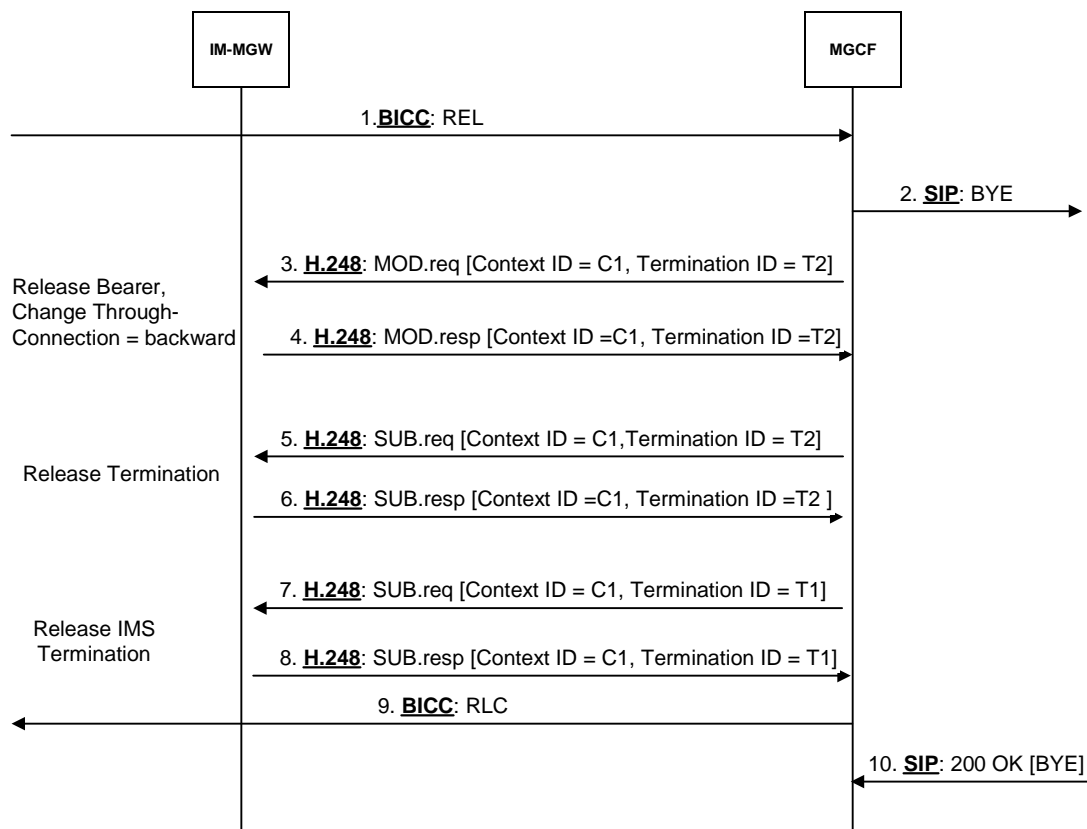 IM-MGW
MGCF
1.BICC: REL
2. SIP: BYE
3. H.248: MOD.req [Context ID = C1, Termination ID = T2]
Release Bearer,
Change Through-
Connection = backward
4. H.248: MOD.resp [Context ID =C1, Termination ID =T2]
5. H.248: SUB.req [Context ID = C1,Termination ID = T2]
Release Termination
6. H.248: SUB.resp [Context ID =C1, Termination ID =T2 ]
7. H.248: SUB.req [Context ID = C1, Termination ID = T1]
Release IMS
Termination
8. H.248: SUB.resp [Context ID = C1, Termination ID = T1]
9. BICC: RLC
10. SIP: 200 OK [BYE]